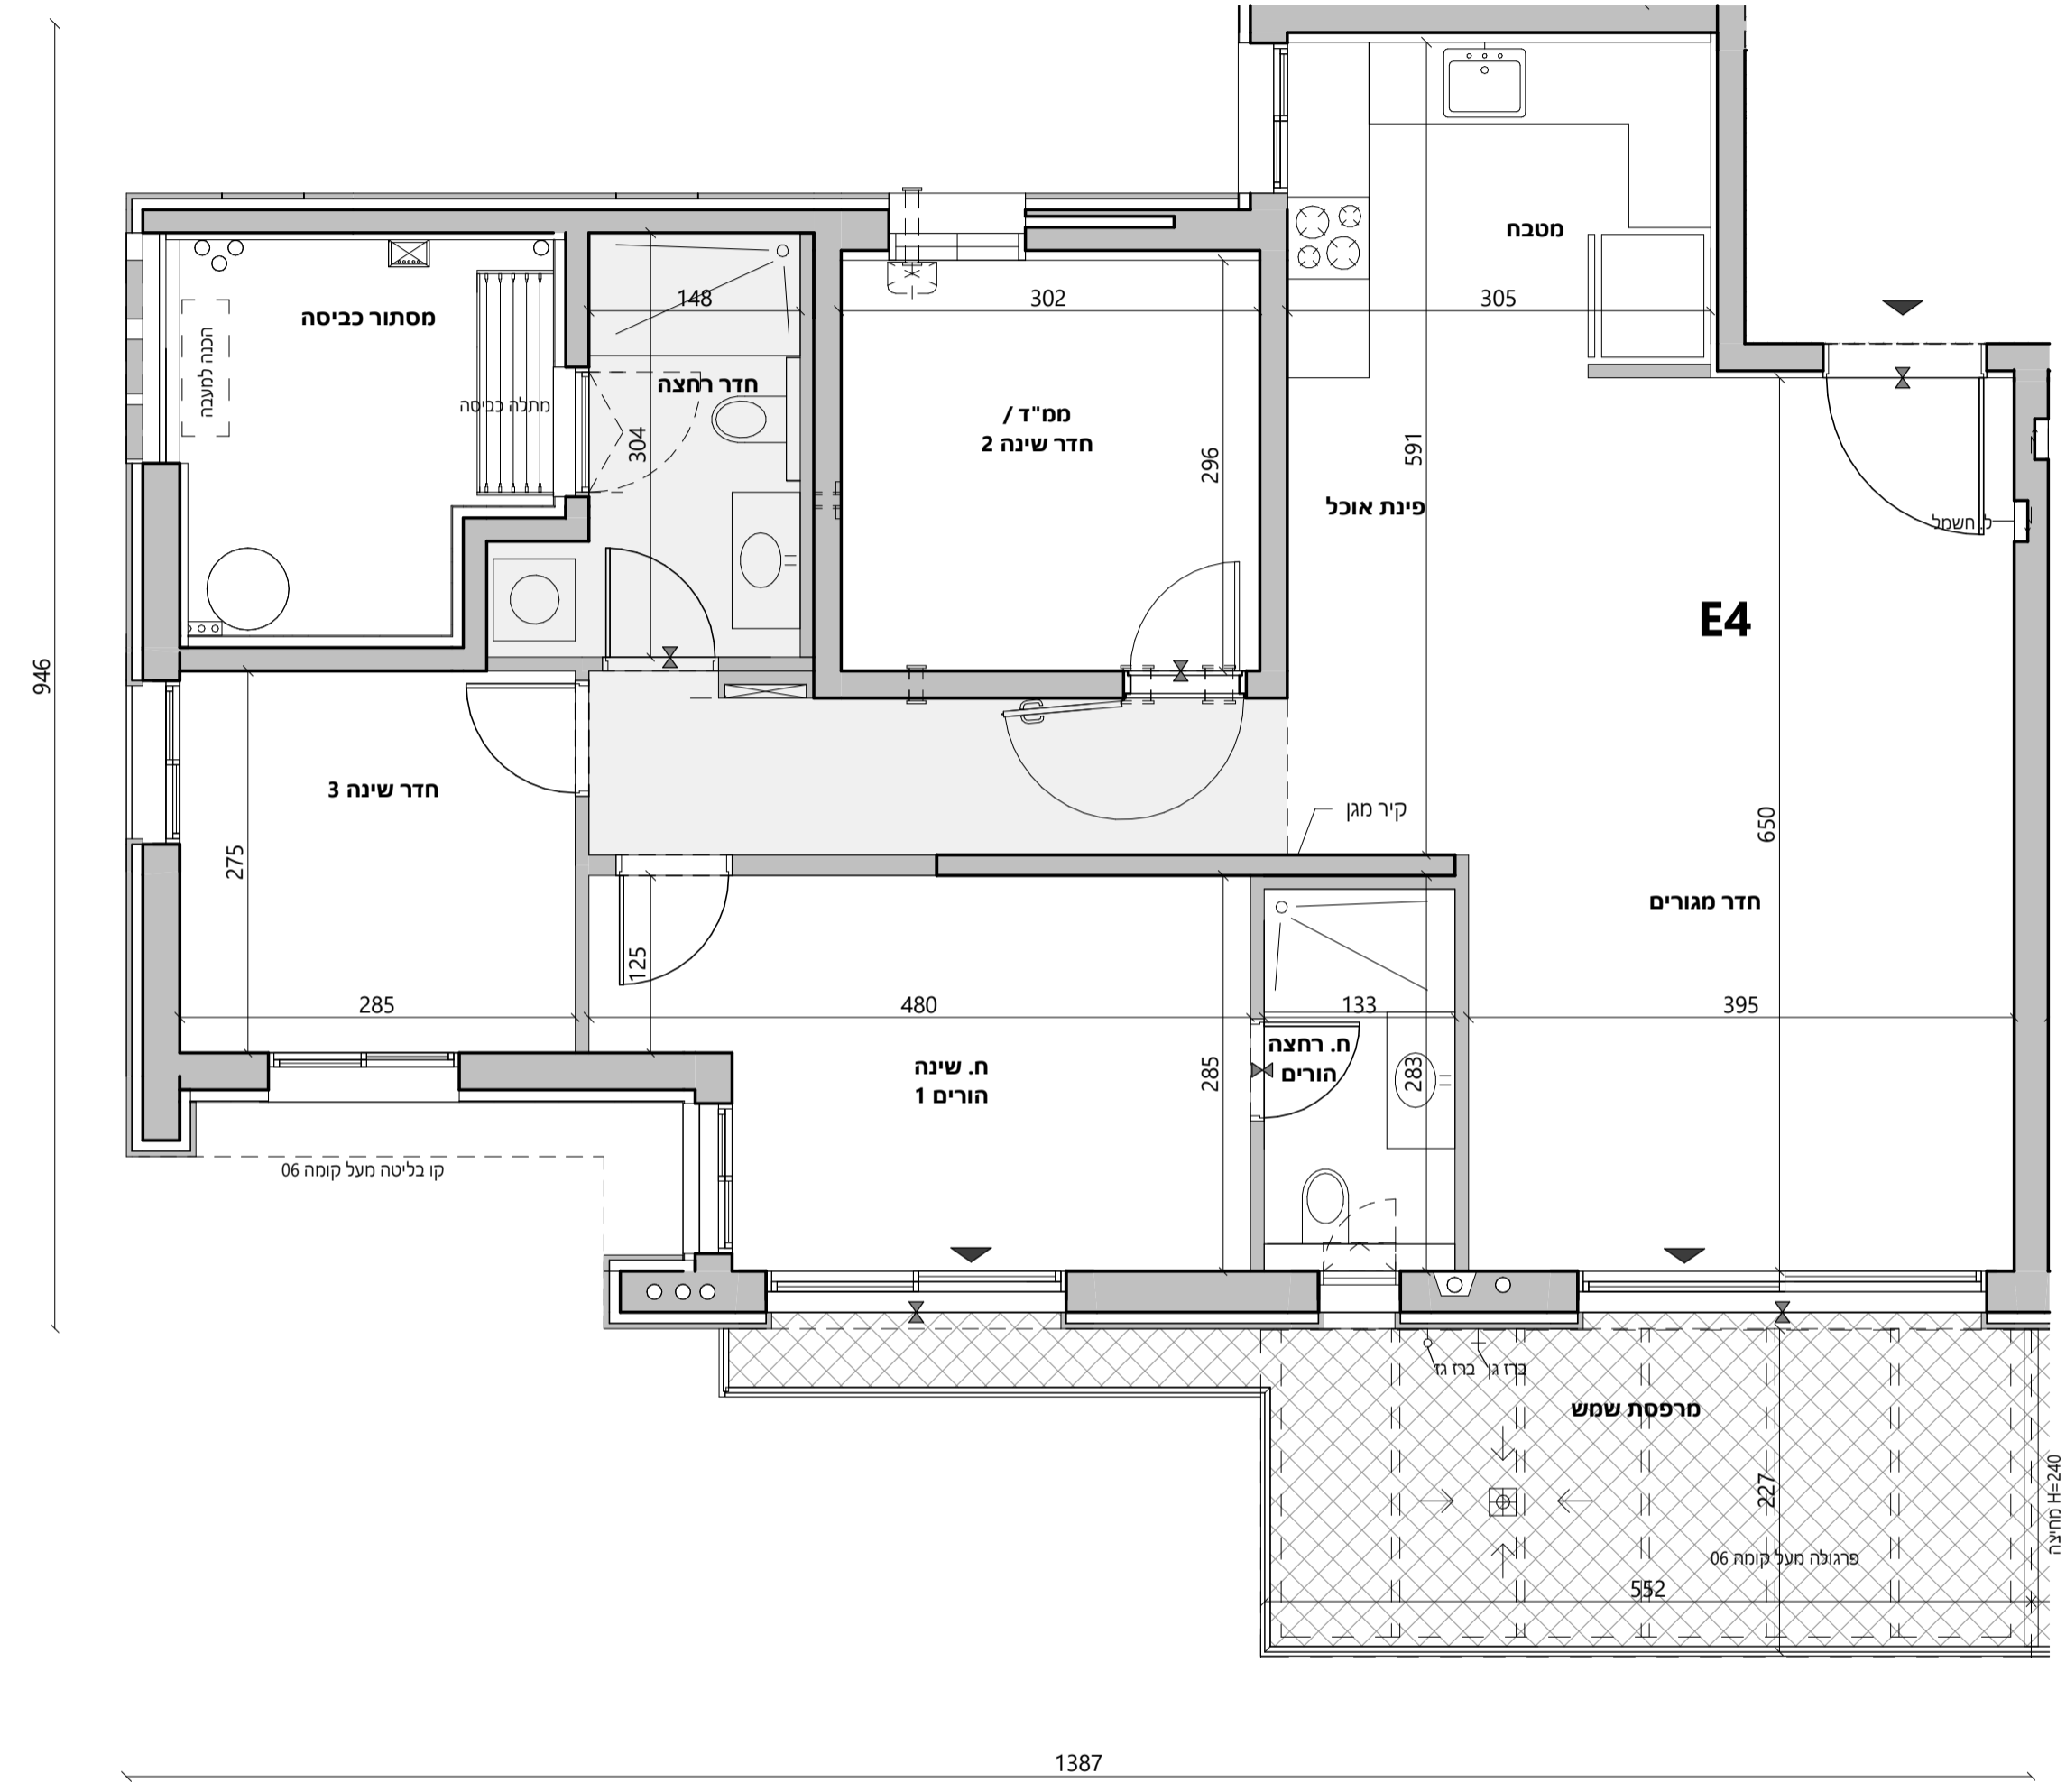 מטבח
305
302
148
מסתור כביסה
הכנה למעבה
מתלה כביסה
חדר רחצה
304
ממ"ד /
חדר שינה 2
296
591
פינת אוכל
ל. חשמל
E4
946
חדר שינה 3
275
קיר מגן
650
חדר מגורים
125
285
480
133
395
ח. שינה
הורים 1
285
ח. רחצה
הורים
283
קו בליטה מעל קומה 06
ברז גן
ברז גז
מרפסת שמש
227
מחיצה H=240
פרגולה מעל קומה 06
552
1387